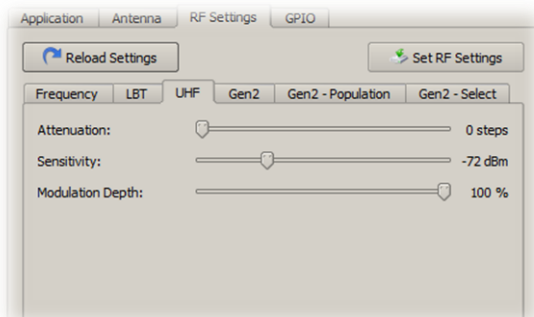 Application Antenna RF Settings GPIO
Reload Settings Set RF Settings
Frequency LBT UHF Gen2 Gen2 - Population Gen2 - Select
Attenuation: 0 steps
Sensitivity: -72 dBm
Modulation Depth: 100 %